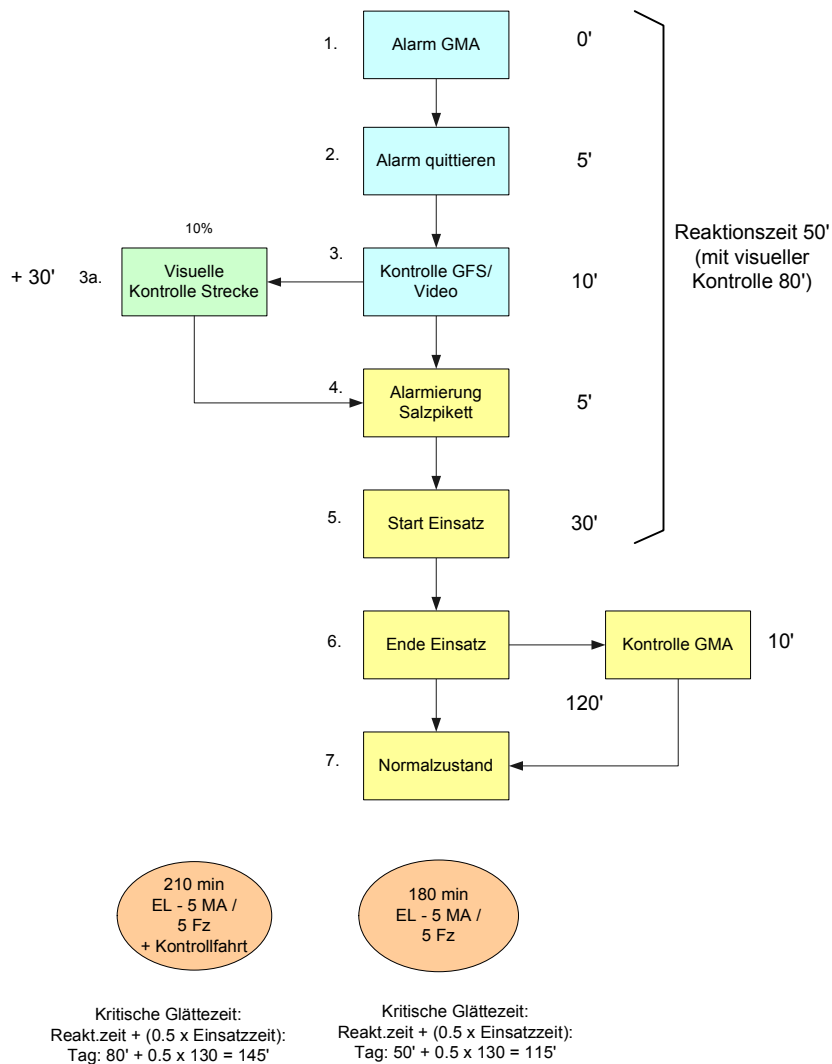 1.
Alarm GMA
0'
2.
Alarm quittieren
5'
Reaktionszeit 50'
(mit visueller
Kontrolle 80')
10%
+ 30'
3a.
Visuelle
Kontrolle Strecke
3.
Kontrolle GFS/
Video
10'
4.
Alarmierung
Salzpikett
5'
5.
Start Einsatz
30'
6.
Ende Einsatz
Kontrolle GMA
10'
120'
7.
Normalzustand
210 min
EL - 5 MA /
5 Fz
+ Kontrollfahrt
180 min
EL - 5 MA /
5 Fz
Kritische Glättezeit:
Reakt.zeit + (0.5 x Einsatzzeit):
Tag: 80' + 0.5 x 130 = 145'
Kritische Glättezeit:
Reakt.zeit + (0.5 x Einsatzzeit):
Tag: 50' + 0.5 x 130 = 115'